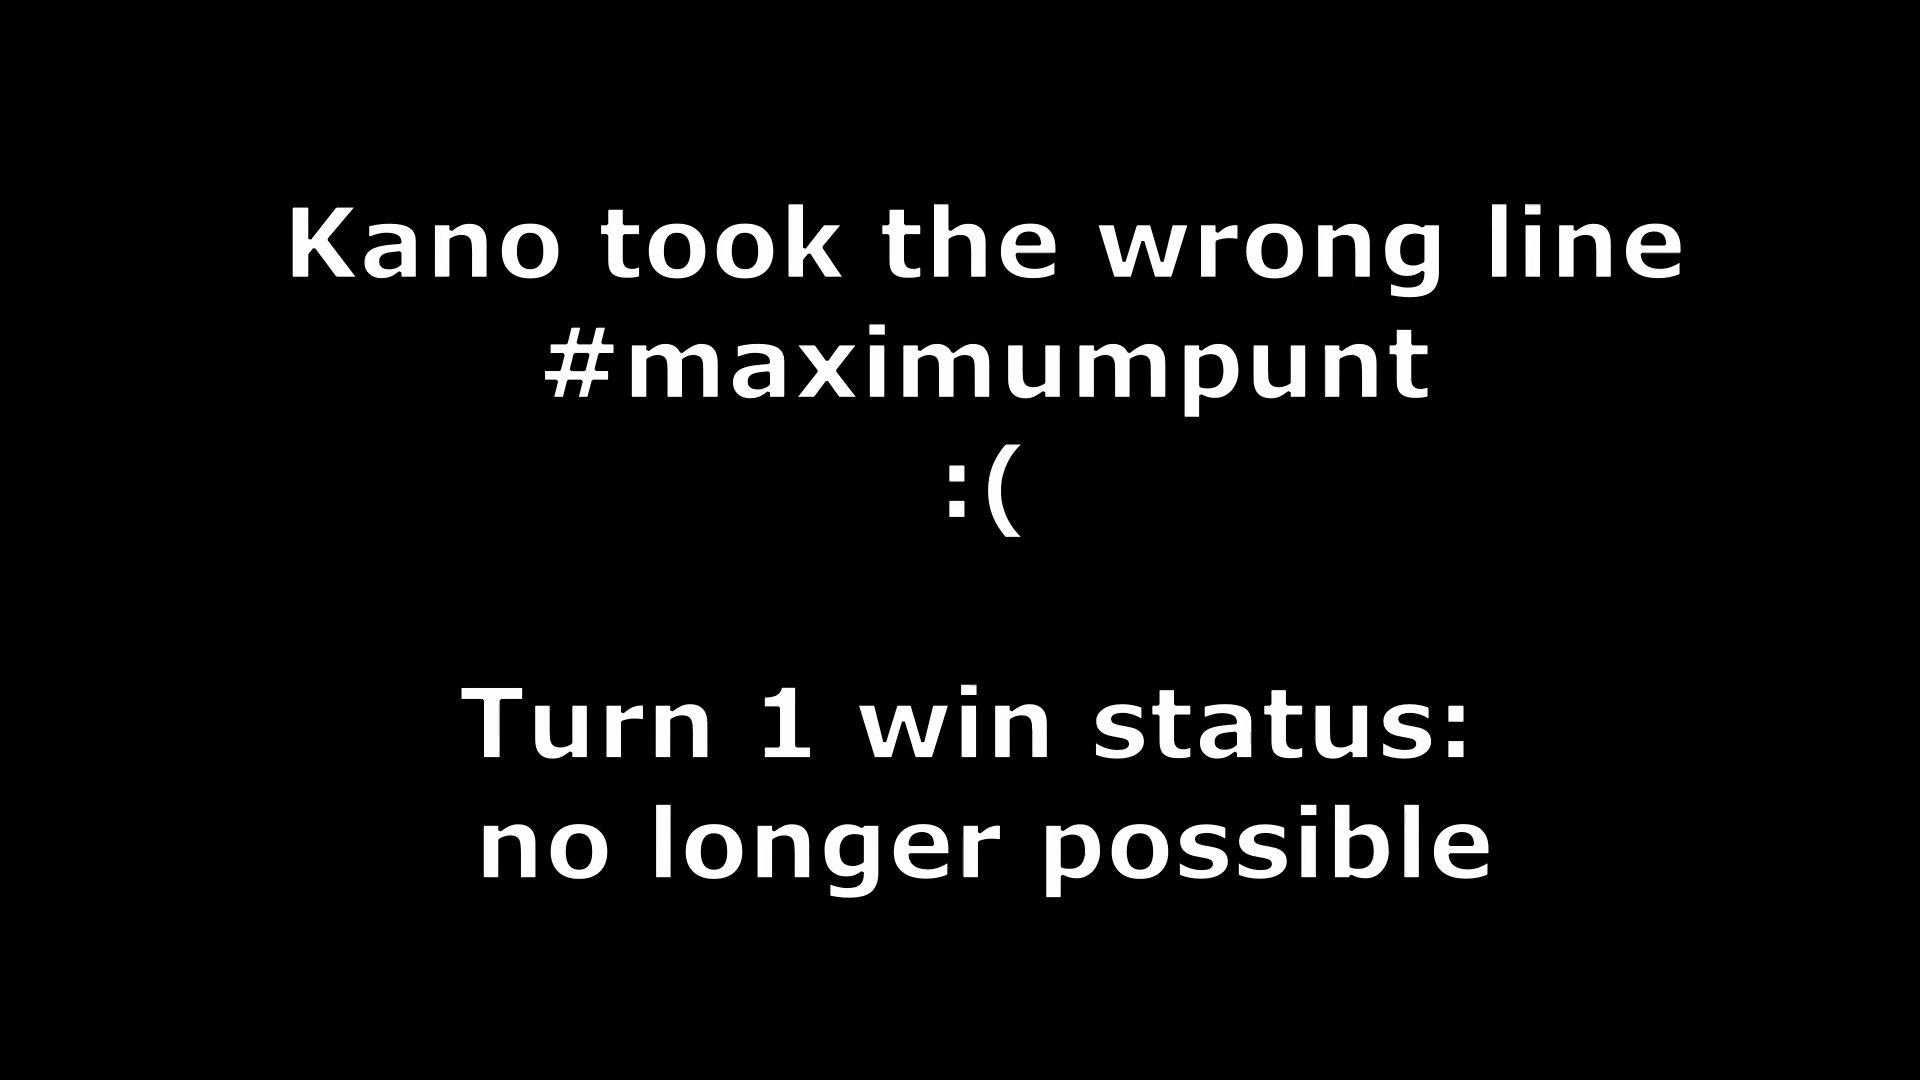 Kano took the wrong line
#maximumpunt
:(
Turn 1 win status:
no longer possible